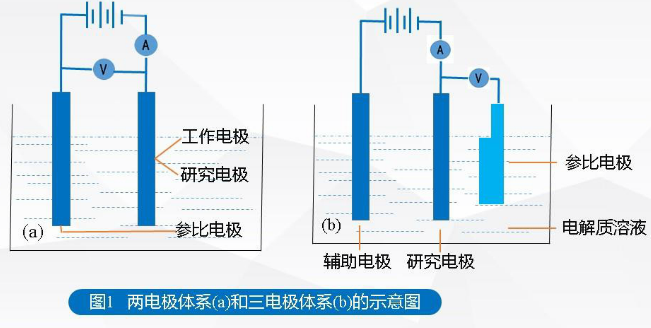 A
V
工作电极
研究电极
参比电极
(a)
A
V
参比电极
(b)
电解质溶液
辅助电极
研究电极
图1 两电极体系(a)和三电极体系(b)的示意图